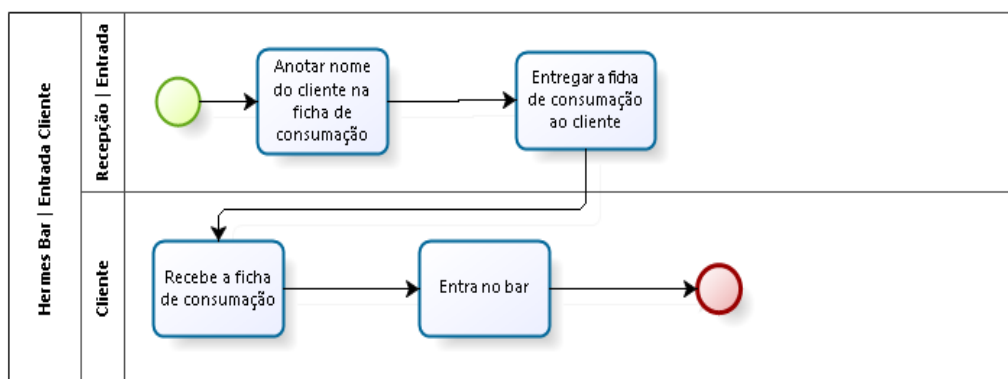 Hermes Bar | Entrada Cliente
Recepção | Entrada
Anotar nome
do cliente na
ficha de
consumação
Entregar a ficha
de consumação
ao cliente
Cliente
Recebe a ficha
de consumação
Entra no bar